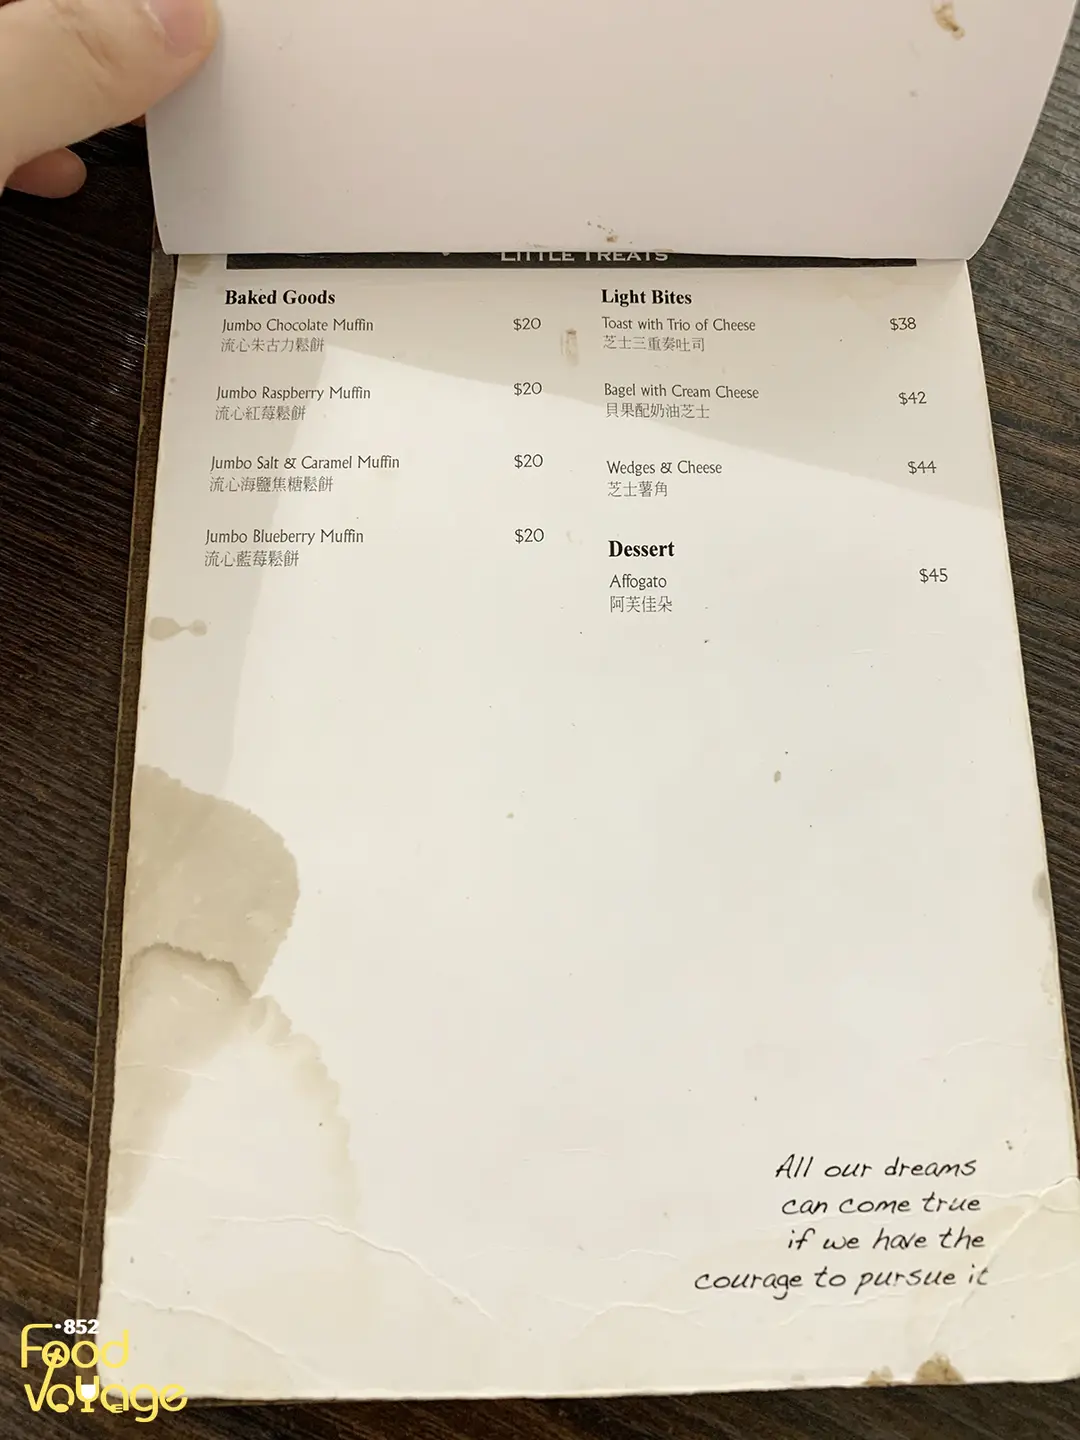 LITTLE TREATS
Baked Goods
Jumbo Chocolate Muffin $20
流心朱古力鬆餅
Jumbo Raspberry Muffin $20
流心紅莓鬆餅
Jumbo Salt & Caramel Muffin $20
流心海鹽焦糖鬆餅
Jumbo Blueberry Muffin $20
流心藍莓鬆餅
Light Bites
Toast with Trio of Cheese $38
芝士三重奏吐司
Bagel with Cream Cheese $42
貝果配奶油芝士
Wedges & Cheese $44
芝士薯角
Dessert
Affogato $45
阿芙佳朵
All our dreams
can come true
if we have the
courage to pursue it
·852
Food
Voyage